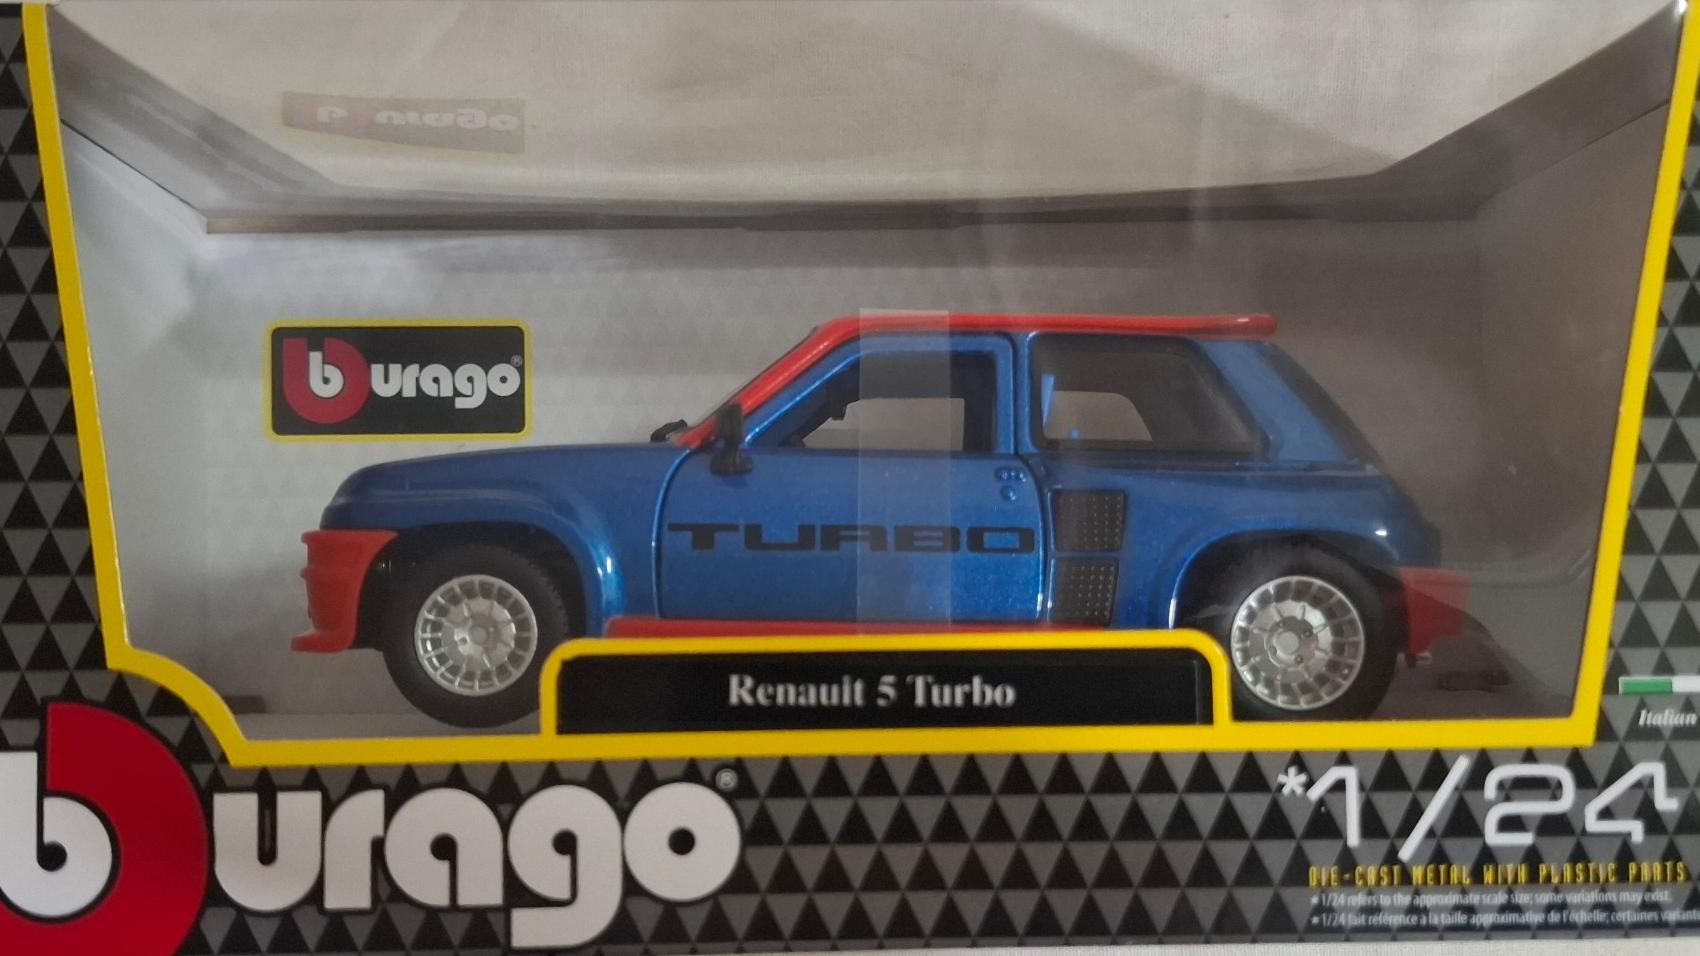 burago
burago®
TURBO
Renault 5 Turbo
Italian
burago®
*1/24
DIE-CAST METAL WITH PLASTIC PARTS
* 1/24 refers to the approximate scale size; some variations may exist.
* 1/24 fait référence à la taille approximative de l'échelle; certaines